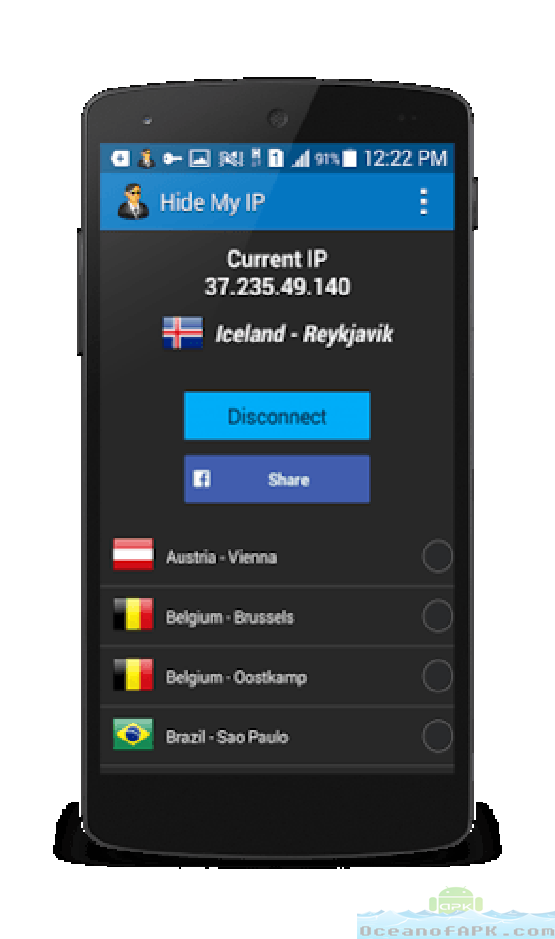 91% 12:22 PM
Hide My IP
Current IP
37.235.49.140
Iceland - Reykjavik
Disconnect
Share
Austria - Vienna
Belgium - Brussels
Belgium - Oostkamp
Brazil - Sao Paulo
APK
OceanofAPK.com